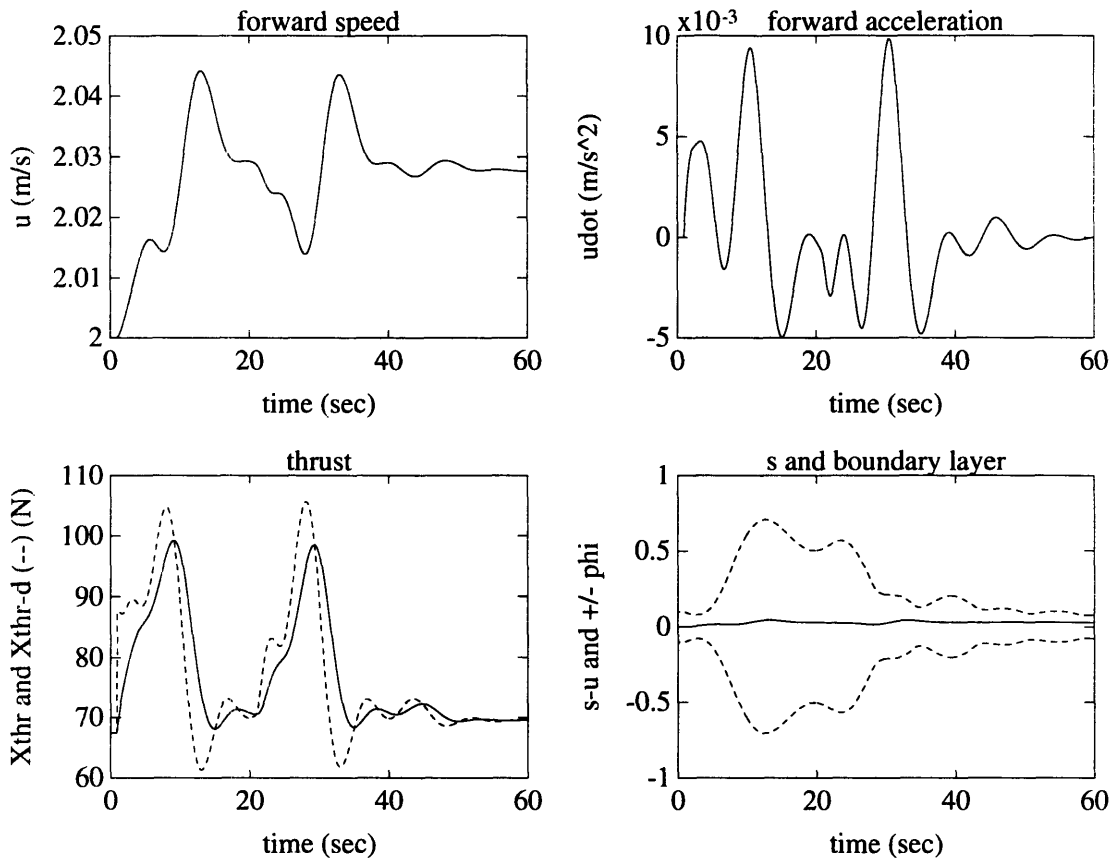 forward speed
2.05
2.04
2.03
2.02
2.01
2
u (m/s)
0 20 40 60
time (sec)
forward acceleration
x10-3
10
5
0
-5
udot (m/s^2)
0 20 40 60
time (sec)
thrust
110
100
90
80
70
60
Xthr and Xthr-d (--) (N)
0 20 40 60
time (sec)
s and boundary layer
1
0.5
0
-0.5
-1
s-u and +/- phi
0 20 40 60
time (sec)